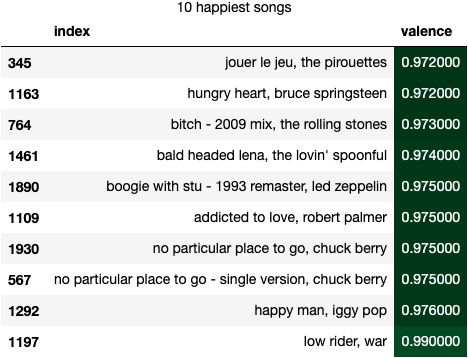 10 happiest songs
index valence
345 jouer le jeu, the pirouettes 0.972000
1163 hungry heart, bruce springsteen 0.972000
764 bitch - 2009 mix, the rolling stones 0.973000
1461 bald headed lena, the lovin' spoonful 0.974000
1890 boogie with stu - 1993 remaster, led zeppelin 0.975000
1109 addicted to love, robert palmer 0.975000
1930 no particular place to go, chuck berry 0.975000
567 no particular place to go - single version, chuck berry 0.975000
1292 happy man, iggy pop 0.976000
1197 low rider, war 0.990000